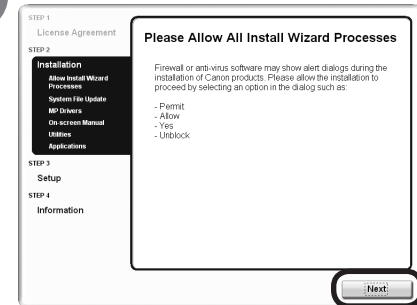 STEP 1
License Agreement
STEP 2
Installation
Allow Install Wizard
Processes
System File Update
MP Drivers
On-screen Manual
Utilities
Applications
STEP 3
Setup
STEP 4
Information
Please Allow All Install Wizard Processes
Firewall or anti-virus software may show alert dialogs during the
installation of Canon products. Please allow the installation to
proceed by selecting an option in the dialog such as:
- Permit
- Allow
- Yes
- Unblock
Next